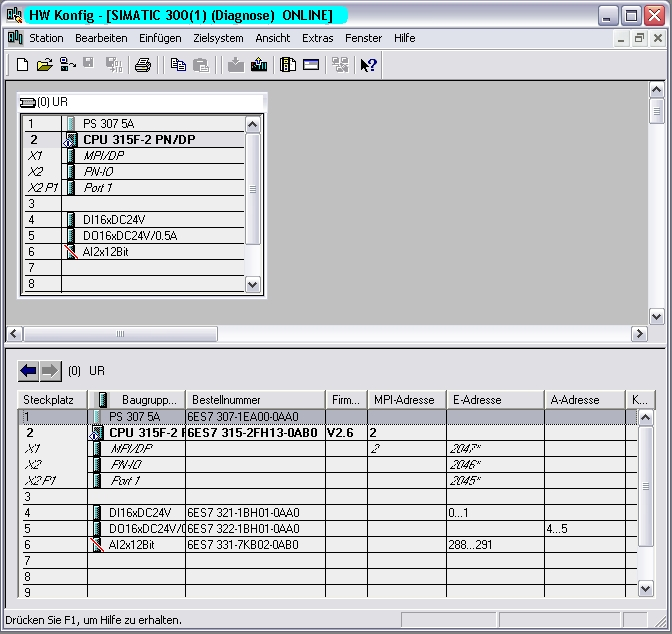 HW Konfig - [SIMATIC 300(1) (Diagnose) ONLINE]
Station Bearbeiten Einfügen Zielsystem Ansicht Extras Fenster Hilfe
(0) UR
1 PS 307 5A
2 CPU 315F-2 PN/DP
X1 MPI/DP
X2 PN-IO
X2 P1 Port 1
3
4 DI16xDC24V
5 DO16xDC24V/0.5A
6 AI2x12Bit
7
8
(0) UR
Steckplatz Baugrupp... Bestellnummer Firm... MPI-Adresse E-Adresse A-Adresse K...
1 PS 307 5A 6ES7 307-1EA00-0AA0
2 CPU 315F-2 6ES7 315-2FH13-0AB0 V2.6 2
X1 MPI/DP 2 2047*
X2 PN-IO 2046*
X2 P1 Port 1 2045*
3
4 DI16xDC24V 6ES7 321-1BH01-0AA0 0...1
5 DO16xDC24V/0 6ES7 322-1BH01-0AA0 4...5
6 AI2x12Bit 6ES7 331-7KB02-0AB0 288...291
7
8
9
Drücken Sie F1, um Hilfe zu erhalten.